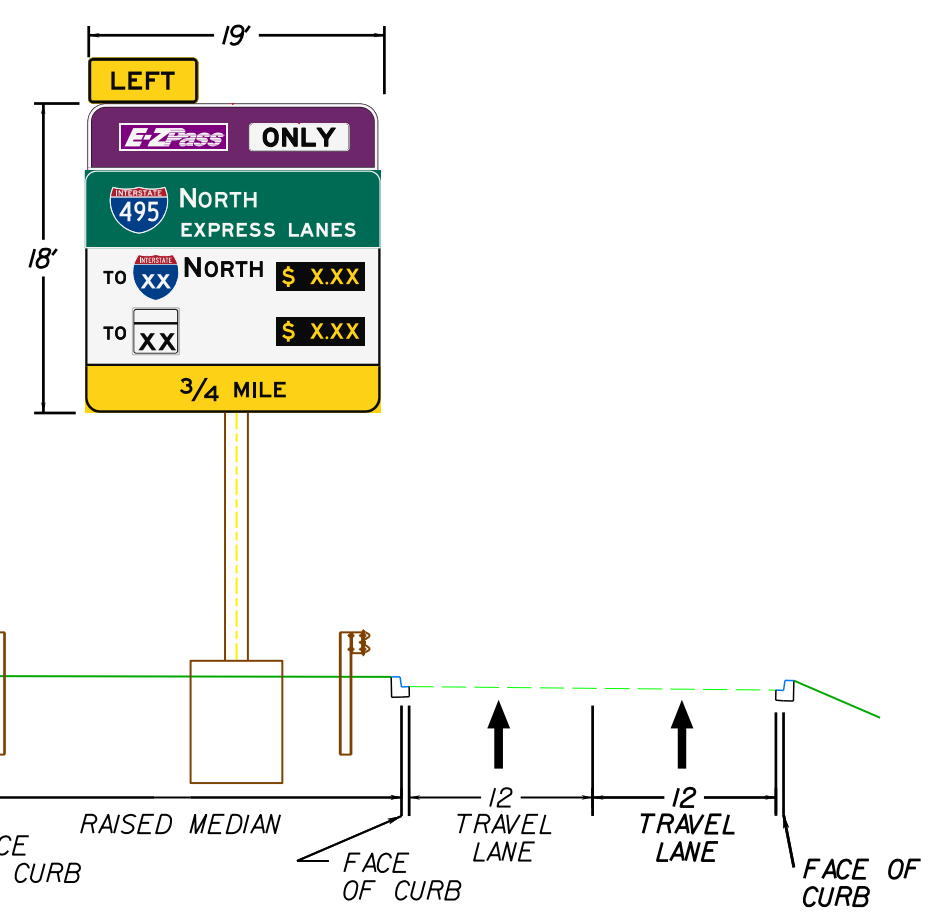 19'
LEFT
E-ZPass ONLY
INTERSTATE
495
NORTH
EXPRESS LANES
18'
TO INTERSTATE XX NORTH $ X.XX
TO XX $ X.XX
3/4 MILE
12
TRAVEL
LANE
12
TRAVEL
LANE
RAISED MEDIAN
CE
CURB
FACE
OF CURB
FACE OF
CURB